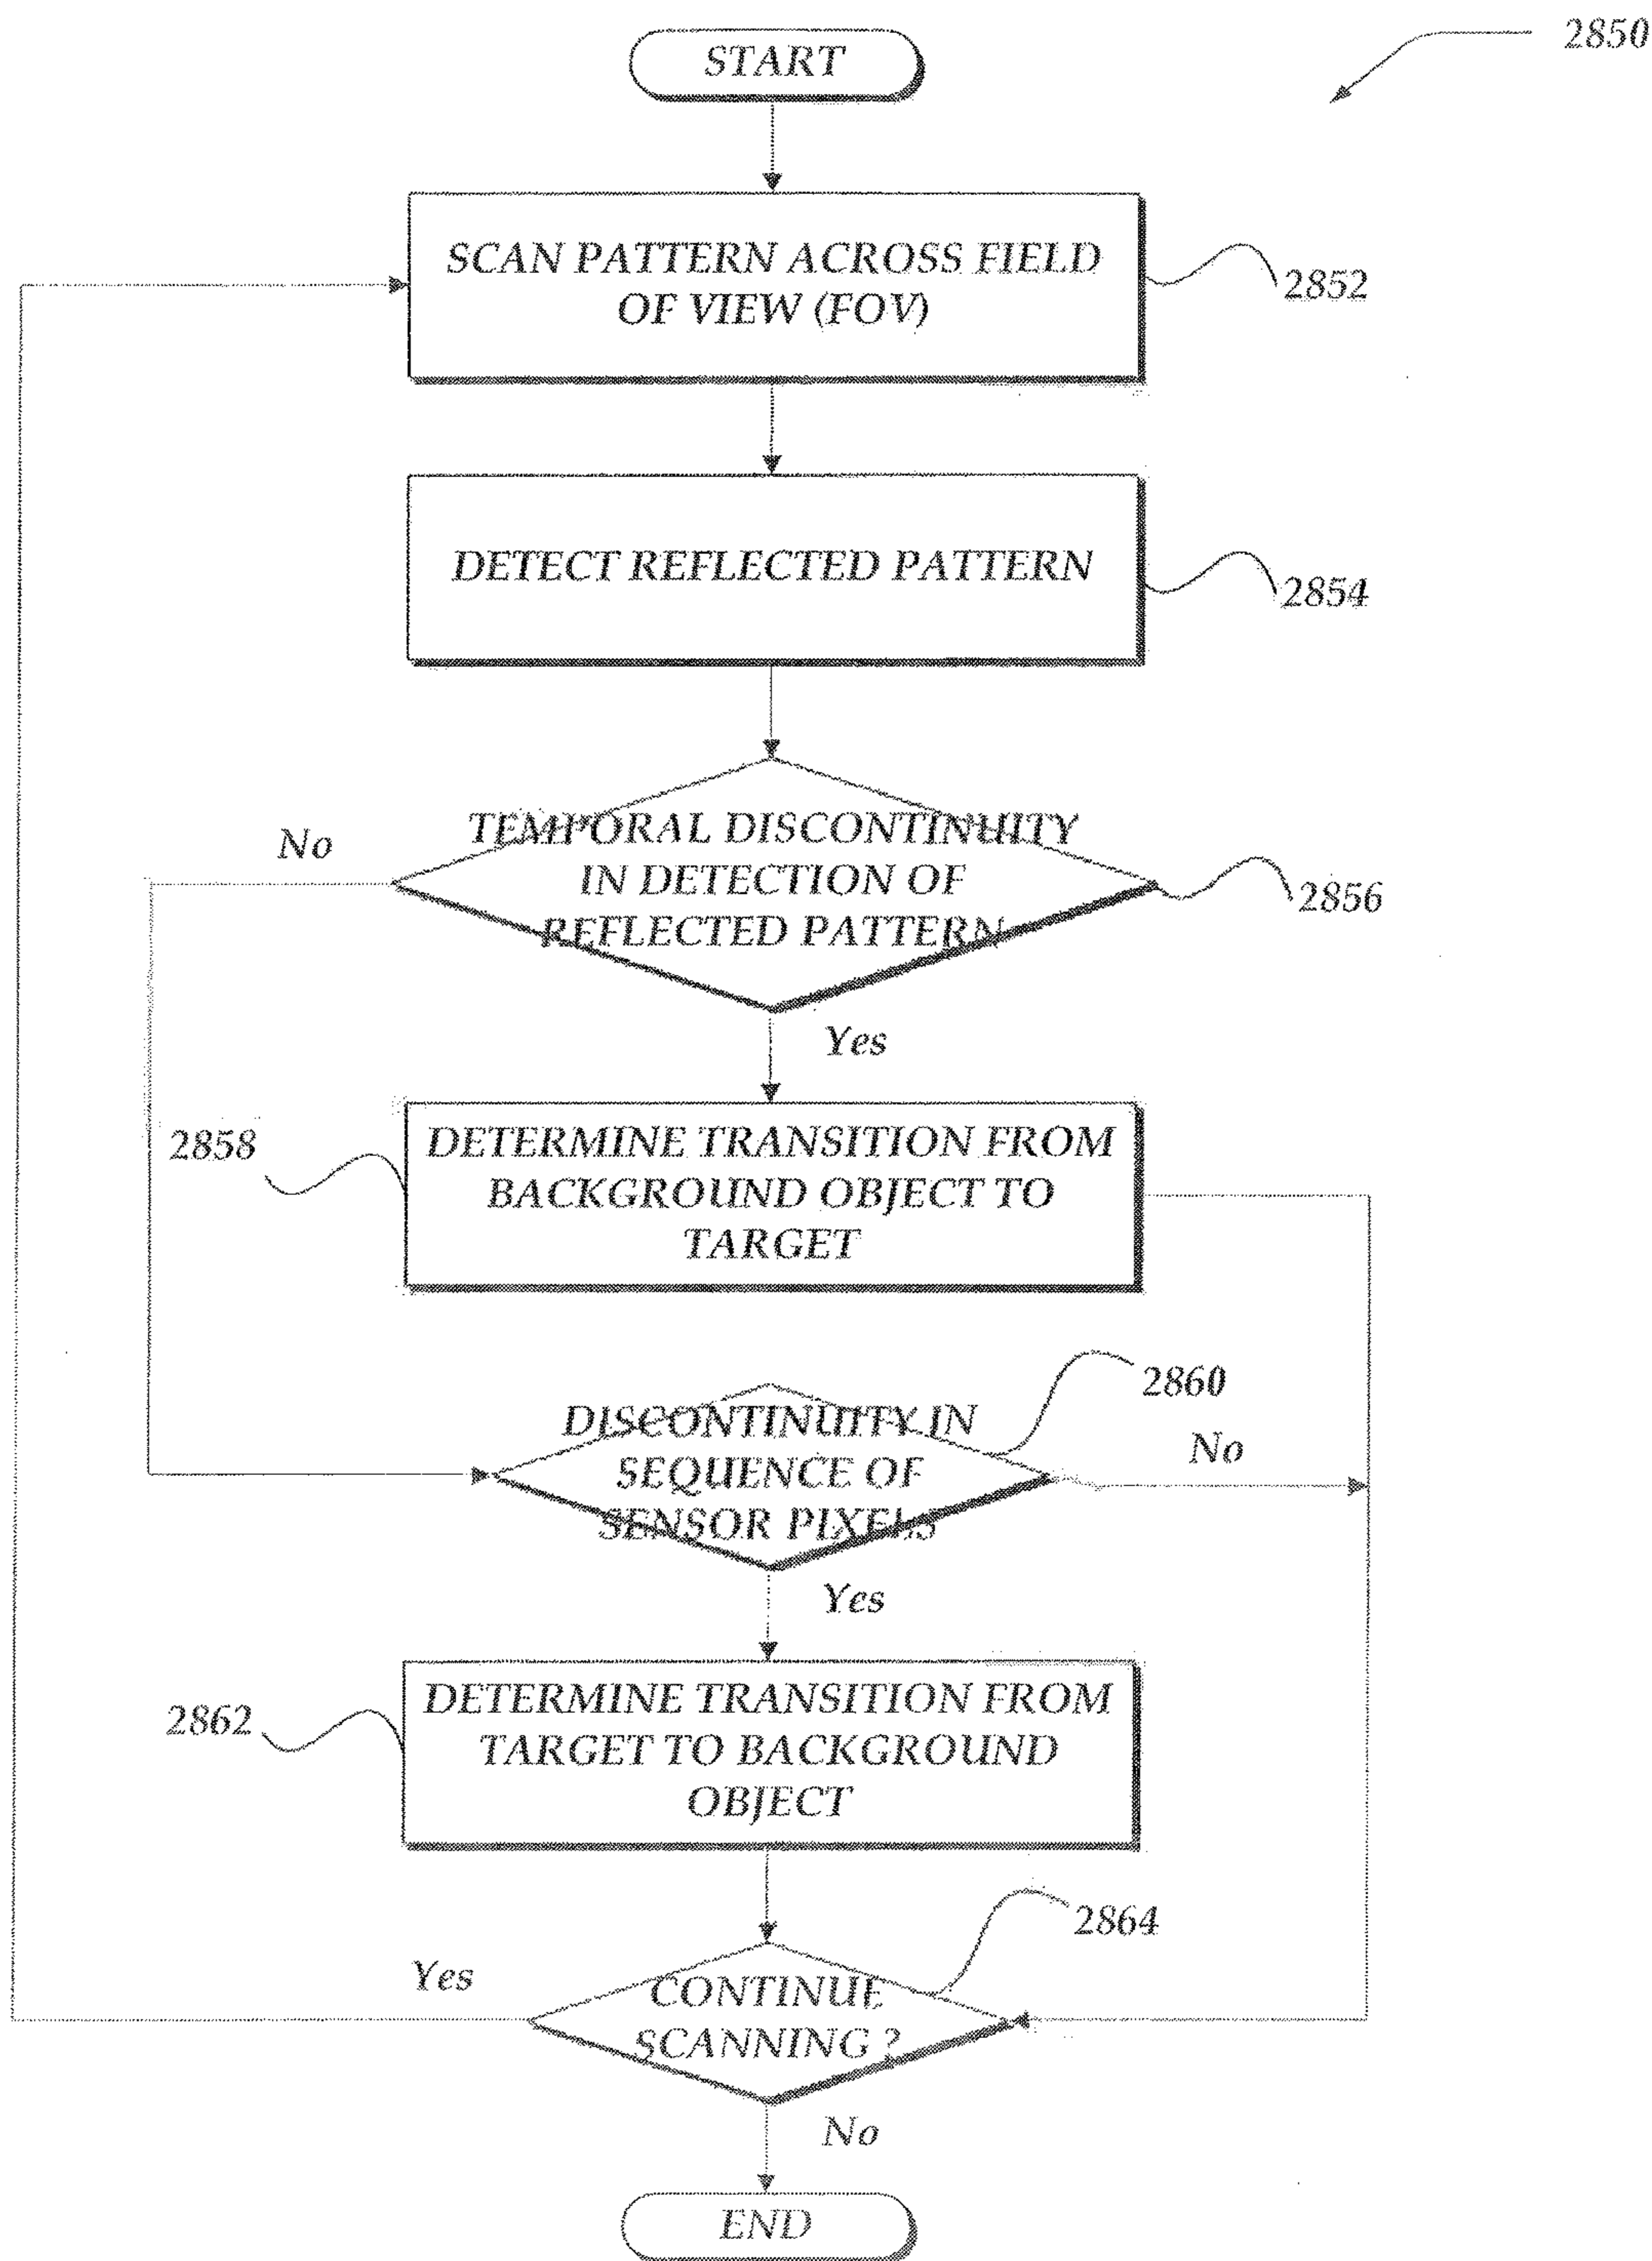 2850
START
SCAN PATTERN ACROSS FIELD
OF VIEW (FOV)
2852
DETECT REFLECTED PATTERN
2854
TEMPORAL DISCONTINUITY
IN DETECTION OF
REFLECTED PATTERN
No
2856
Yes
2858
DETERMINE TRANSITION FROM
BACKGROUND OBJECT TO
TARGET
2860
DISCONTINUITY IN
SEQUENCE OF
SENSOR PIXELS
No
Yes
2862
DETERMINE TRANSITION FROM
TARGET TO BACKGROUND
OBJECT
2864
Yes
CONTINUE
SCANNING ?
No
END